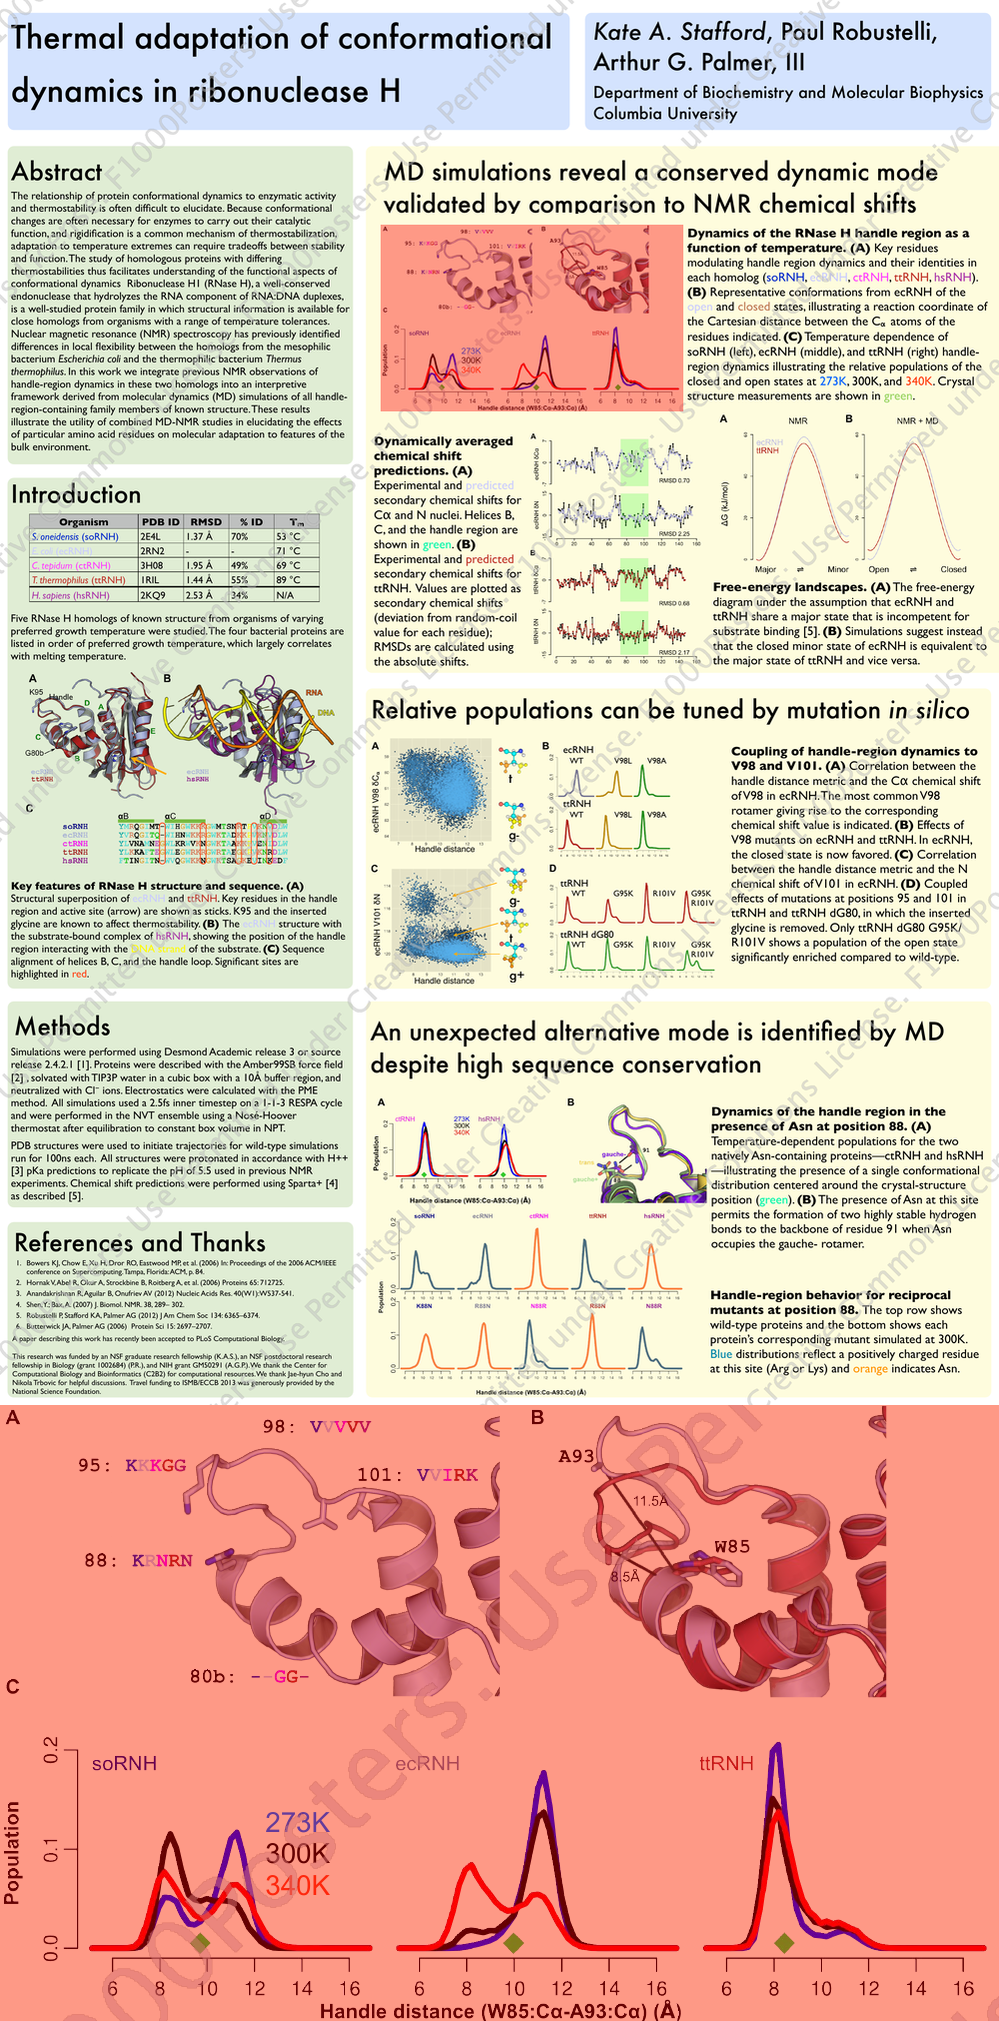 Thermal adaptation of conformational
dynamics in ribonuclease H
Kate A. Stafford, Paul Robustelli,
Arthur G. Palmer, III
Department of Biochemistry and Molecular Biophysics
Columbia University
Abstract
The relationship of protein conformational dynamics to enzymatic activity
and thermostability is often difficult to elucidate. Because conformational
changes are often necessary for enzymes to carry out their catalytic
function, and rigidification is a common mechanism of thermostabilization,
adaptation to temperature extremes can require tradeoffs between stability
and function. The study of homologous proteins with differing
thermostabilities thus facilitates understanding of the functional aspects of
conformational dynamics Ribonuclease H1 (RNase H), a well-conserved
endonuclease that hydrolyzes the RNA component of RNA:DNA duplexes,
is a well-studied protein family in which structural information is available for
close homologs from organisms with a range of temperature tolerances.
Nuclear magnetic resonance (NMR) spectroscopy has previously identified
differences in local flexibility between the homologs from the mesophilic
bacterium Escherichia coli and the thermophilic bacterium Thermus
thermophilus. In this work we integrate previous NMR observations of
handle-region dynamics in these two homologs into an interpretive
framework derived from molecular dynamics (MD) simulations of all handle-
region-containing family members of known structure. These results
illustrate the utility of combined MD-NMR studies in elucidating the effects
of particular amino acid residues on molecular adaptation to features of the
bulk environment.
Introduction
Organism PDB ID RMSD % ID Tm
S. oneidensis (soRNH) 2E4L 1.37 Å 70% 53 °C
E. coli (ecRNH) 2RN2 - - 71 °C
C. tepidum (ctRNH) 3H08 1.95 Å 49% 69 °C
T. thermophilus (ttRNH) 1RIL 1.44 Å 55% 89 °C
H. sapiens (hsRNH) 2KQ9 2.53 Å 34% N/A
Five RNase H homologs of known structure from organisms of varying
preferred growth temperature were studied. The four bacterial proteins are
listed in order of preferred growth temperature, which largely correlates
with melting temperature.
A
K95
Handle
D
A
C
E
G80b
B
ecRNH
ttRNH
B
RNA
DNA
ecRNH
hsRNH
C
αB αC αD
soRNH
ecRNH
ctRNH
ttRNH
hsRNH
Key features of RNase H structure and sequence. (A)
Structural superposition of ecRNH and ttRNH. Key residues in the handle
region and active site (arrow) are shown as sticks. K95 and the inserted
glycine are known to affect thermostability. (B) The ecRNH structure with
the substrate-bound complex of hsRNH, showing the position of the handle
region interacting with the DNA strand of the substrate. (C) Sequence
alignment of helices B, C, and the handle loop. Significant sites are
highlighted in red.
Methods
Simulations were performed using Desmond Academic release 3 or source
release 2.4.2.1 [1]. Proteins were described with the Amber99SB force field
[2], solvated with TIP3P water in a cubic box with a 10Å buffer region, and
neutralized with Cl⁻ ions. Electrostatics were calculated with the PME
method. All simulations used a 2.5fs inner timestep on a 1-1-3 RESPA cycle
and were performed in the NVT ensemble using a Nosé-Hoover
thermostat after equilibration to constant box volume in NPT.
PDB structures were used to initiate trajectories for wild-type simulations
run for 100ns each. All structures were protonated in accordance with H++
[3] pKa predictions to replicate the pH of 5.5 used in previous NMR
experiments. Chemical shift predictions were performed using Sparta+ [4]
as described [5].
References and Thanks
1. Bowers KJ, Chow E, Xu H, Dror RO, Eastwood MP, et al. (2006) In: Proceedings of the 2006 ACM/IEEE
conference on Supercomputing. Tampa, Florida: ACM, p. 84.
2. Hornak V, Abel R, Okur A, Strockbine B, Roitberg A, et al. (2006) Proteins 65: 712725.
3. Anandakrishnan R, Aguilar B, Onufriev AV (2012) Nucleic Acids Res. 40(W1):W537-541.
4. Shen, Y.; Bax, A. (2007) J. Biomol. NMR. 38, 289– 302.
5. Robustelli P, Stafford KA, Palmer AG (2012) J Am Chem Soc 134: 6365–6374.
6. Butterwick JA, Palmer AG (2006) Protein Sci 15: 2697–2707.
A paper describing this work has recently been accepted to PLoS Computational Biology.
This research was funded by an NSF graduate research fellowship (K.A.S.), an NSF postdoctoral research
fellowship in Biology (grant 1002684) (P.R.), and NIH grant GM50291 (A.G.P.). We thank the Center for
Computational Biology and Bioinformatics (C2B2) for computational resources. We thank Jae-hyun Cho and
Nikola Trbovic for helpful discussions. Travel funding to ISMB/ECCB 2013 was generously provided by the
National Science Foundation.
MD simulations reveal a conserved dynamic mode
validated by comparison to NMR chemical shifts
Dynamics of the RNase H handle region as a
function of temperature. (A) Key residues
modulating handle region dynamics and their identities in
each homolog (soRNH, ecRNH, ctRNH, ttRNH, hsRNH).
(B) Representative conformations from ecRNH of the
open and closed states, illustrating a reaction coordinate of
the Cartesian distance between the Cα atoms of the
residues indicated. (C) Temperature dependence of
soRNH (left), ecRNH (middle), and ttRNH (right) handle-
region dynamics illustrating the relative populations of the
closed and open states at 273K, 300K, and 340K. Crystal
structure measurements are shown in green.
Dynamically averaged
chemical shift
predictions. (A)
Experimental and predicted
secondary chemical shifts for
Cα and N nuclei. Helices B,
C, and the handle region are
shown in green. (B)
Experimental and predicted
secondary chemical shifts for
ttRNH. Values are plotted as
secondary chemical shifts
(deviation from random-coil
value for each residue);
RMSDs are calculated using
the absolute shifts.
A
ecRNH δCα
RMSD 0.70
ecRNH δN
RMSD 2.25
B
ttRNH δCα
RMSD 0.68
ttRNH δN
RMSD 2.17
0 20 40 60 80 100 120 140 160
A NMR B NMR + MD
ecRNH
ttRNH
ΔG (kJ/mol)
Major ⇌ Minor Open ⇌ Closed
Free-energy landscapes. (A) The free-energy
diagram under the assumption that ecRNH and
ttRNH share a major state that is incompetent for
substrate binding [5]. (B) Simulations suggest instead
that the closed minor state of ecRNH is equivalent to
the major state of ttRNH and vice versa.
Relative populations can be tuned by mutation in silico
A
ecRNH V98 δCα
Handle distance
t
g-
B
ecRNH
WT V98L V98A
ttRNH
WT V98L V98A
C
ecRNH V101 δN
Handle distance
g-
t
g+
D
ttRNH
WT G95K R101V G95K
R101V
ttRNH dG80
WT G95K R101V G95K
R101V
Coupling of handle-region dynamics to
V98 and V101. (A) Correlation between the
handle distance metric and the Cα chemical shift
of V98 in ecRNH. The most common V98
rotamer giving rise to the corresponding
chemical shift value is indicated. (B) Effects of
V98 mutants on ecRNH and ttRNH. In ecRNH,
the closed state is now favored. (C) Correlation
between the handle distance metric and the N
chemical shift of V101 in ecRNH. (D) Coupled
effects of mutations at positions 95 and 101 in
ttRNH and ttRNH dG80, in which the inserted
glycine is removed. Only ttRNH dG80 G95K/
R101V shows a population of the open state
significantly enriched compared to wild-type.
An unexpected alternative mode is identified by MD
despite high sequence conservation
A
ctRNH 273K hsRNH
300K
340K
Population
Handle distance (W85:Cα-A93:Cα) (Å)
B
gauche-
trans
gauche+
91
soRNH ecRNH ctRNH ttRNH hsRNH
K88N R88N N88R R88N N88R
Population
Handle distance (W85:Cα-A93:Cα) (Å)
Dynamics of the handle region in the
presence of Asn at position 88. (A)
Temperature-dependent populations for the two
natively Asn-containing proteins—ctRNH and hsRNH
—illustrating the presence of a single conformational
distribution centered around the crystal-structure
position (green). (B) The presence of Asn at this site
permits the formation of two highly stable hydrogen
bonds to the backbone of residue 91 when Asn
occupies the gauche- rotamer.
Handle-region behavior for reciprocal
mutants at position 88. The top row shows
wild-type proteins and the bottom shows each
protein's corresponding mutant simulated at 300K.
Blue distributions reflect a positively charged residue
at this site (Arg or Lys) and orange indicates Asn.
A
98: VVVVV
95: KKKGG
101: VVIRK
88: KRNRN
80b: --GG-
B
A93
11.5Å
W85
8.5Å
C
soRNH ecRNH ttRNH
273K
300K
340K
Population
0.0 0.1 0.2
6 8 10 12 14 16 6 8 10 12 14 16 6 8 10 12 14 16
Handle distance (W85:Cα-A93:Cα) (Å)